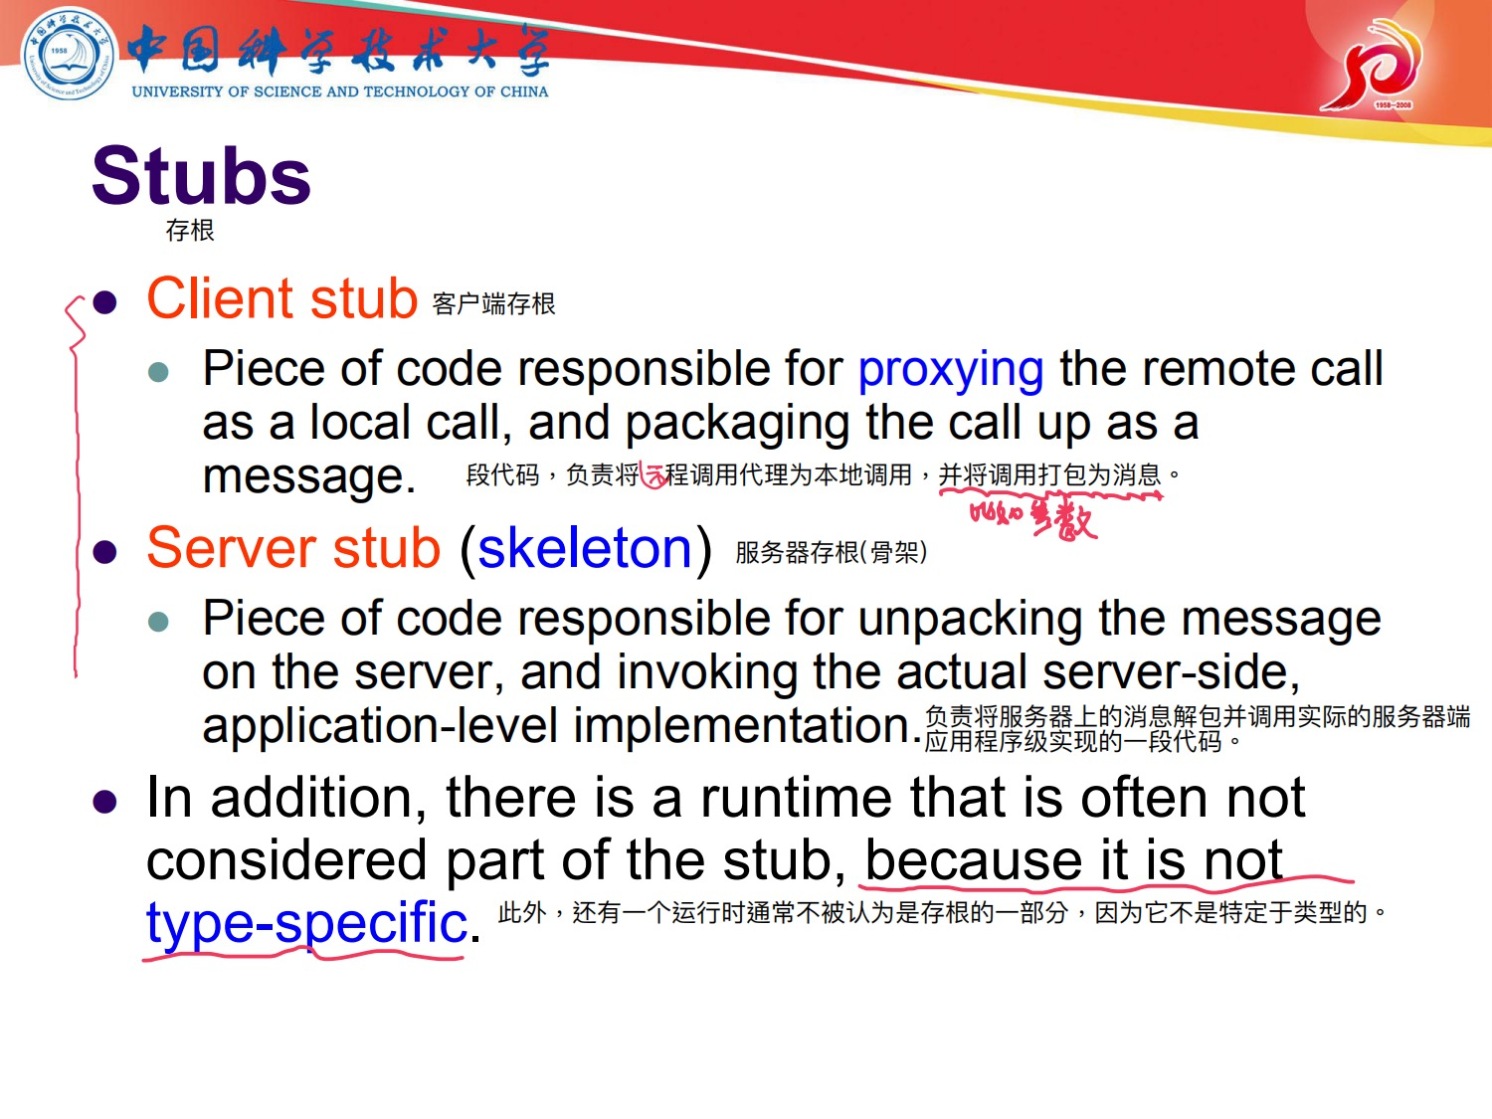 中国科学技术大学
UNIVERSITY OF SCIENCE AND TECHNOLOGY OF CHINA
1958
1958-2008
Stubs
存根
Client stub 客户端存根
Piece of code responsible for proxying the remote call
as a local call, and packaging the call up as a
message. 段代码，负责将远程调用代理为本地调用，并将调用打包为消息。
比如参数
Server stub (skeleton) 服务器存根(骨架)
Piece of code responsible for unpacking the message
on the server, and invoking the actual server-side,
application-level implementation. 负责将服务器上的消息解包并调用实际的服务器端
应用程序级实现的一段代码。
In addition, there is a runtime that is often not
considered part of the stub, because it is not
type-specific. 此外，还有一个运行时通常不被认为是存根的一部分，因为它不是特定于类型的。